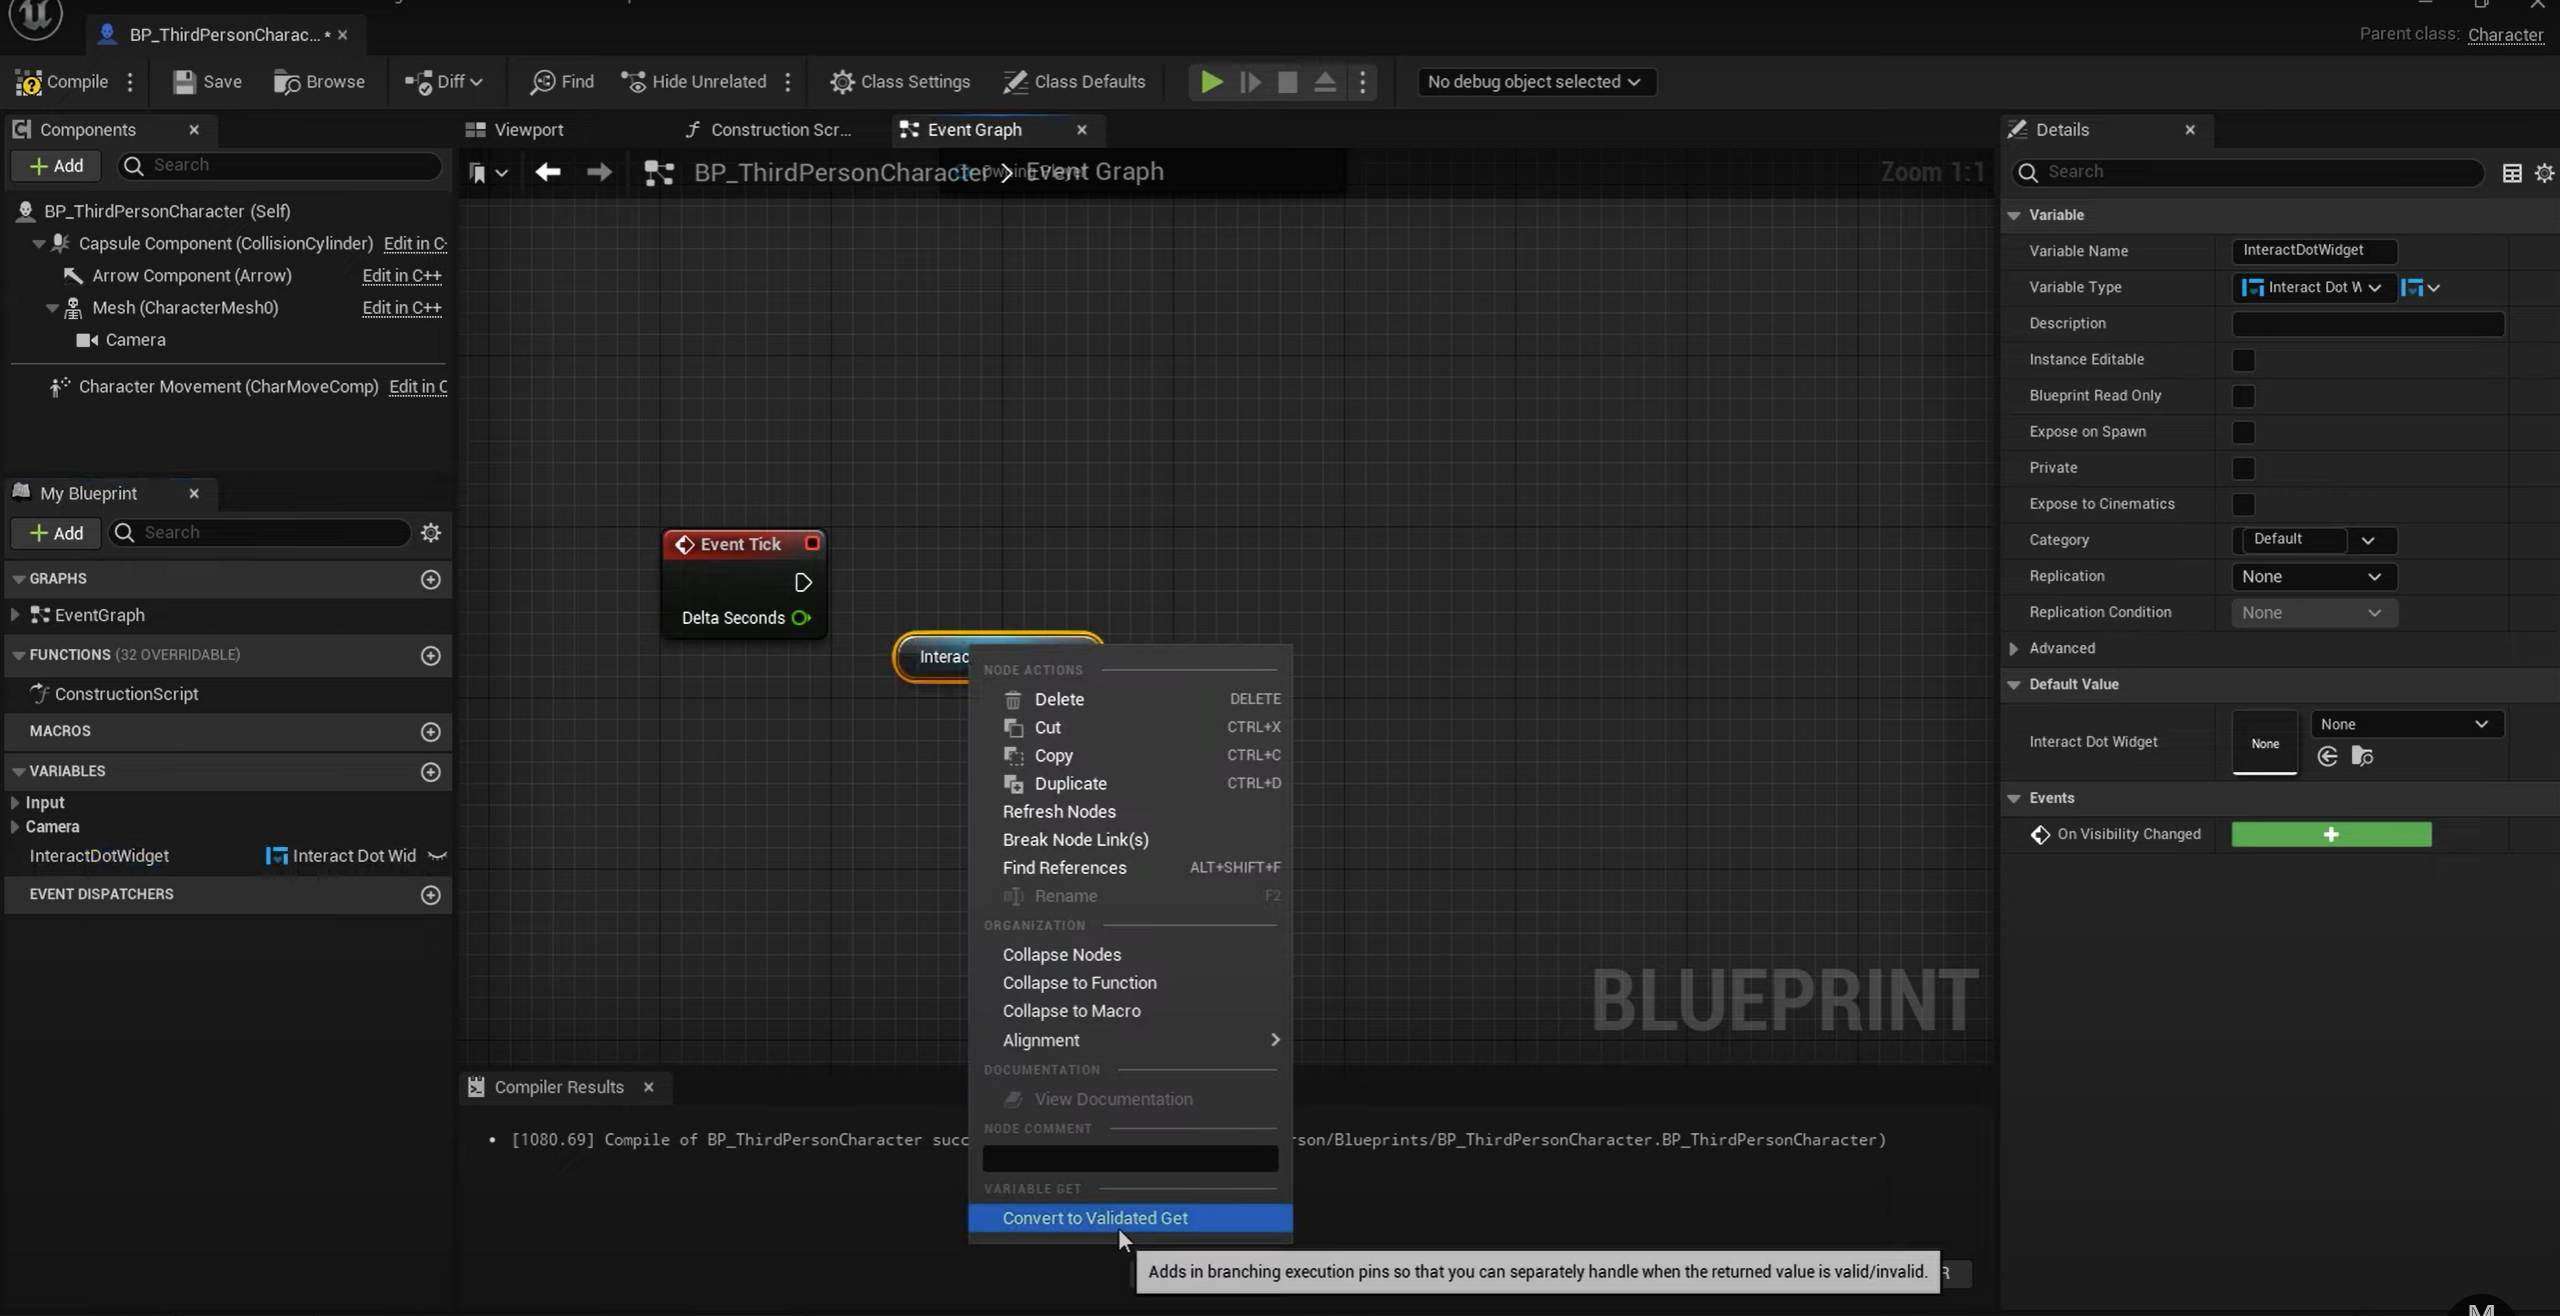 BP_ThirdPersonCharac... *
Parent class: Character
Compile
Save
Browse
Diff
Find
Hide Unrelated
Class Settings
Class Defaults
No debug object selected
Components
Add
Search
BP_ThirdPersonCharacter (Self)
Capsule Component (CollisionCylinder) Edit in C
Arrow Component (Arrow) Edit in C++
Mesh (CharacterMesh0) Edit in C++
Camera
Character Movement (CharMoveComp) Edit in C
My Blueprint
Add
Search
GRAPHS
EventGraph
FUNCTIONS (32 OVERRIDABLE)
ConstructionScript
MACROS
VARIABLES
Input
Camera
InteractDotWidget Interact Dot Wid
EVENT DISPATCHERS
Viewport
Construction Scr...
Event Graph
BP_ThirdPersonCharacter > Event Graph
Zoom 1:1
Event Tick
Delta Seconds
Interac
NODE ACTIONS
Delete DELETE
Cut CTRL+X
Copy CTRL+C
Duplicate CTRL+D
Refresh Nodes
Break Node Link(s)
Find References ALT+SHIFT+F
Rename F2
ORGANIZATION
Collapse Nodes
Collapse to Function
Collapse to Macro
Alignment
DOCUMENTATION
View Documentation
NODE COMMENT
VARIABLE GET
Convert to Validated Get
Adds in branching execution pins so that you can separately handle when the returned value is valid/invalid.
R
BLUEPRINT
Compiler Results
[1080.69] Compile of BP_ThirdPersonCharacter succ rson/Blueprints/BP_ThirdPersonCharacter.BP_ThirdPersonCharacter)
Details
Search
Variable
Variable Name InteractDotWidget
Variable Type Interact Dot W
Description
Instance Editable
Blueprint Read Only
Expose on Spawn
Private
Expose to Cinematics
Category Default
Replication None
Replication Condition None
Advanced
Default Value
Interact Dot Widget None None
Events
On Visibility Changed